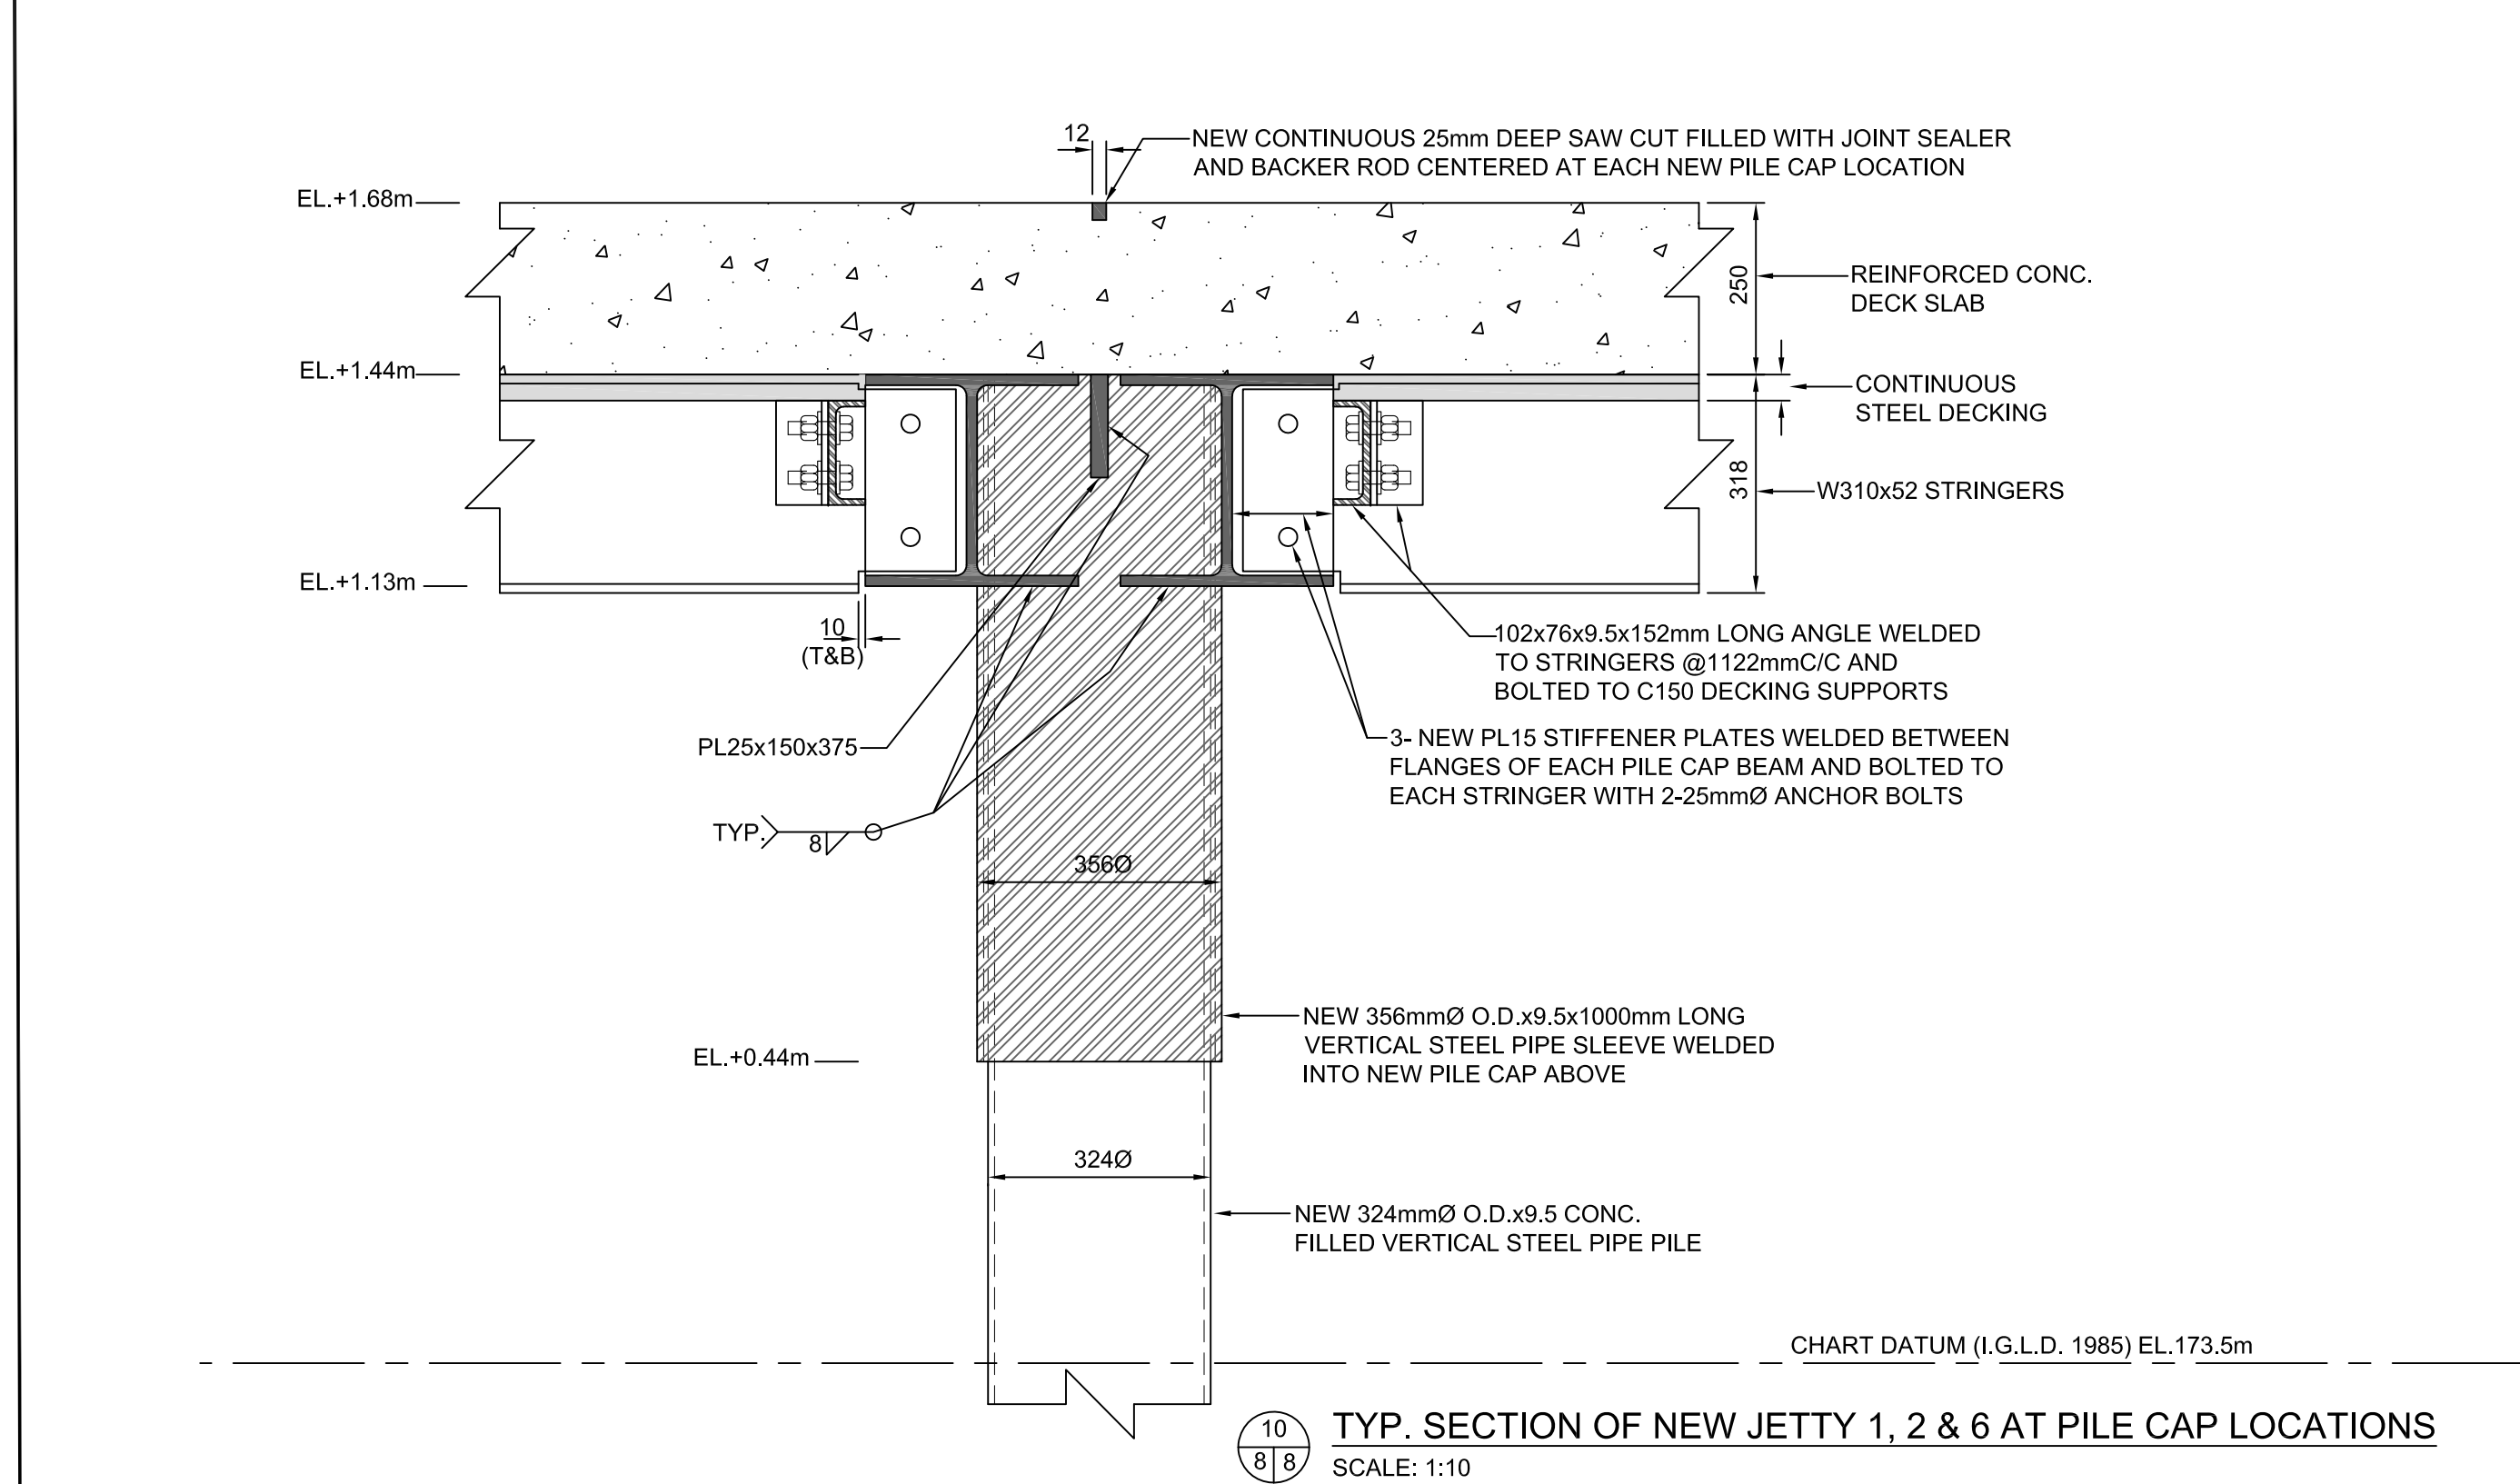 12
NEW CONTINUOUS 25mm DEEP SAW CUT FILLED WITH JOINT SEALER
AND BACKER ROD CENTERED AT EACH NEW PILE CAP LOCATION
EL.+1.68m
250
REINFORCED CONC.
DECK SLAB
EL.+1.44m
CONTINUOUS
STEEL DECKING
318
W310x52 STRINGERS
EL.+1.13m
10
(T&B)
102x76x9.5x152mm LONG ANGLE WELDED
TO STRINGERS @1122mmC/C AND
BOLTED TO C150 DECKING SUPPORTS
PL25x150x375
3- NEW PL15 STIFFENER PLATES WELDED BETWEEN
FLANGES OF EACH PILE CAP BEAM AND BOLTED TO
EACH STRINGER WITH 2-25mmØ ANCHOR BOLTS
TYP.
8
356Ø
NEW 356mmØ O.D.x9.5x1000mm LONG
VERTICAL STEEL PIPE SLEEVE WELDED
INTO NEW PILE CAP ABOVE
EL.+0.44m
324Ø
NEW 324mmØ O.D.x9.5 CONC.
FILLED VERTICAL STEEL PIPE PILE
CHART DATUM (I.G.L.D. 1985) EL.173.5m
10
8 8
TYP. SECTION OF NEW JETTY 1, 2 & 6 AT PILE CAP LOCATIONS
SCALE: 1:10